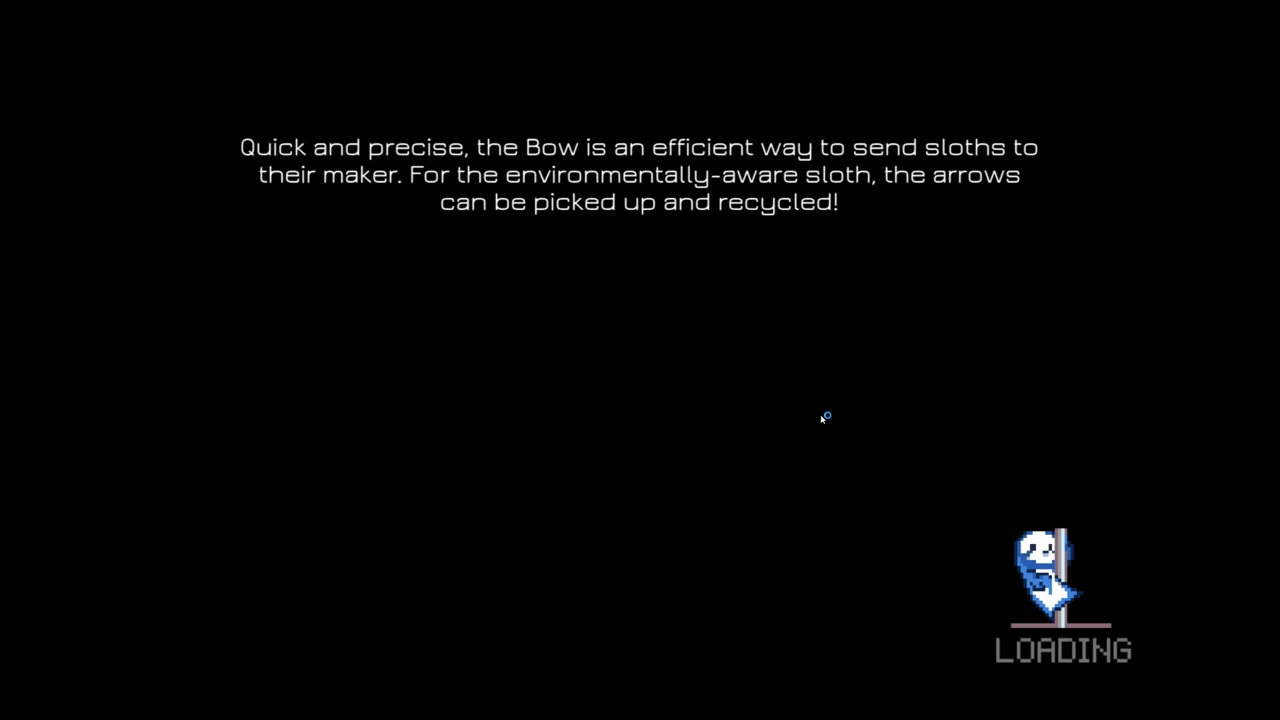 Quick and precise, the Bow is an efficient way to send sloths to
their maker. For the environmentally-aware sloth, the arrows
can be picked up and recycled!
LOADING